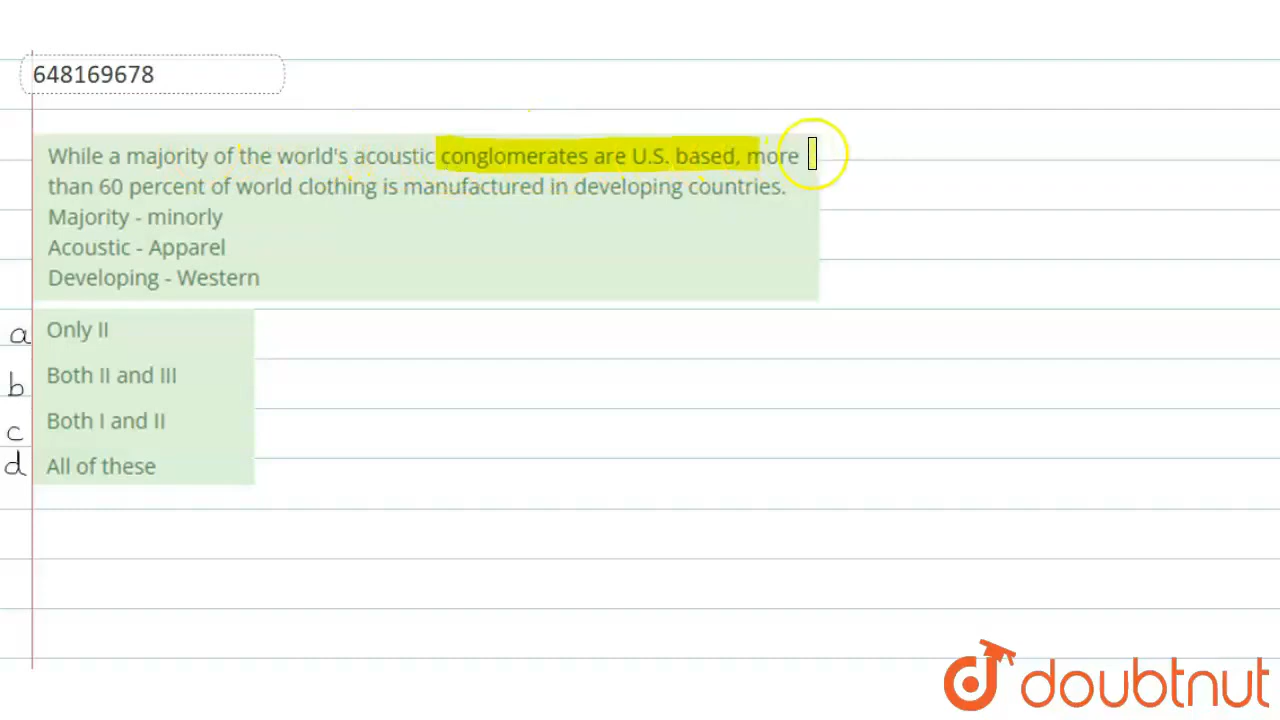 648169678
While a majority of the world's acoustic conglomerates are U.S. based, more
than 60 percent of world clothing is manufactured in developing countries.
Majority - minorly
Acoustic - Apparel
Developing - Western
a Only II
b Both II and III
c Both I and II
d All of these
doubtnut